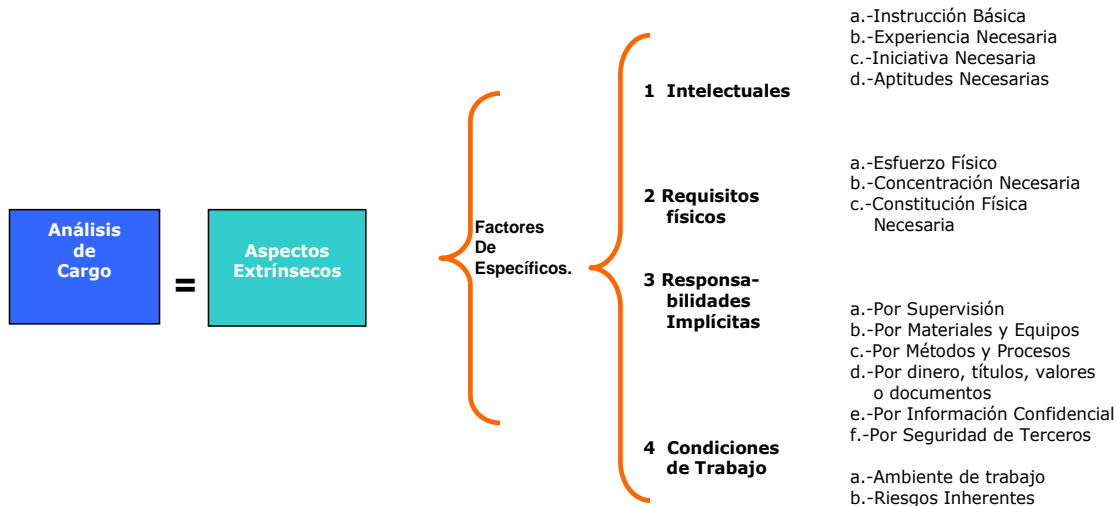 Análisis
de
Cargo
=
Aspectos
Extrínsecos
Factores
De
Específicos.
1 Intelectuales
a.-Instrucción Básica
b.-Experiencia Necesaria
c.-Iniciativa Necesaria
d.-Aptitudes Necesarias
2 Requisitos
físicos
a.-Esfuerzo Físico
b.-Concentración Necesaria
c.-Constitución Física
Necesaria
3 Responsa-
bilidades
Implícitas
a.-Por Supervisión
b.-Por Materiales y Equipos
c.-Por Métodos y Procesos
d.-Por dinero, títulos, valores
o documentos
e.-Por Información Confidencial
f.-Por Seguridad de Terceros
4 Condiciones
de Trabajo
a.-Ambiente de trabajo
b.-Riesgos Inherentes